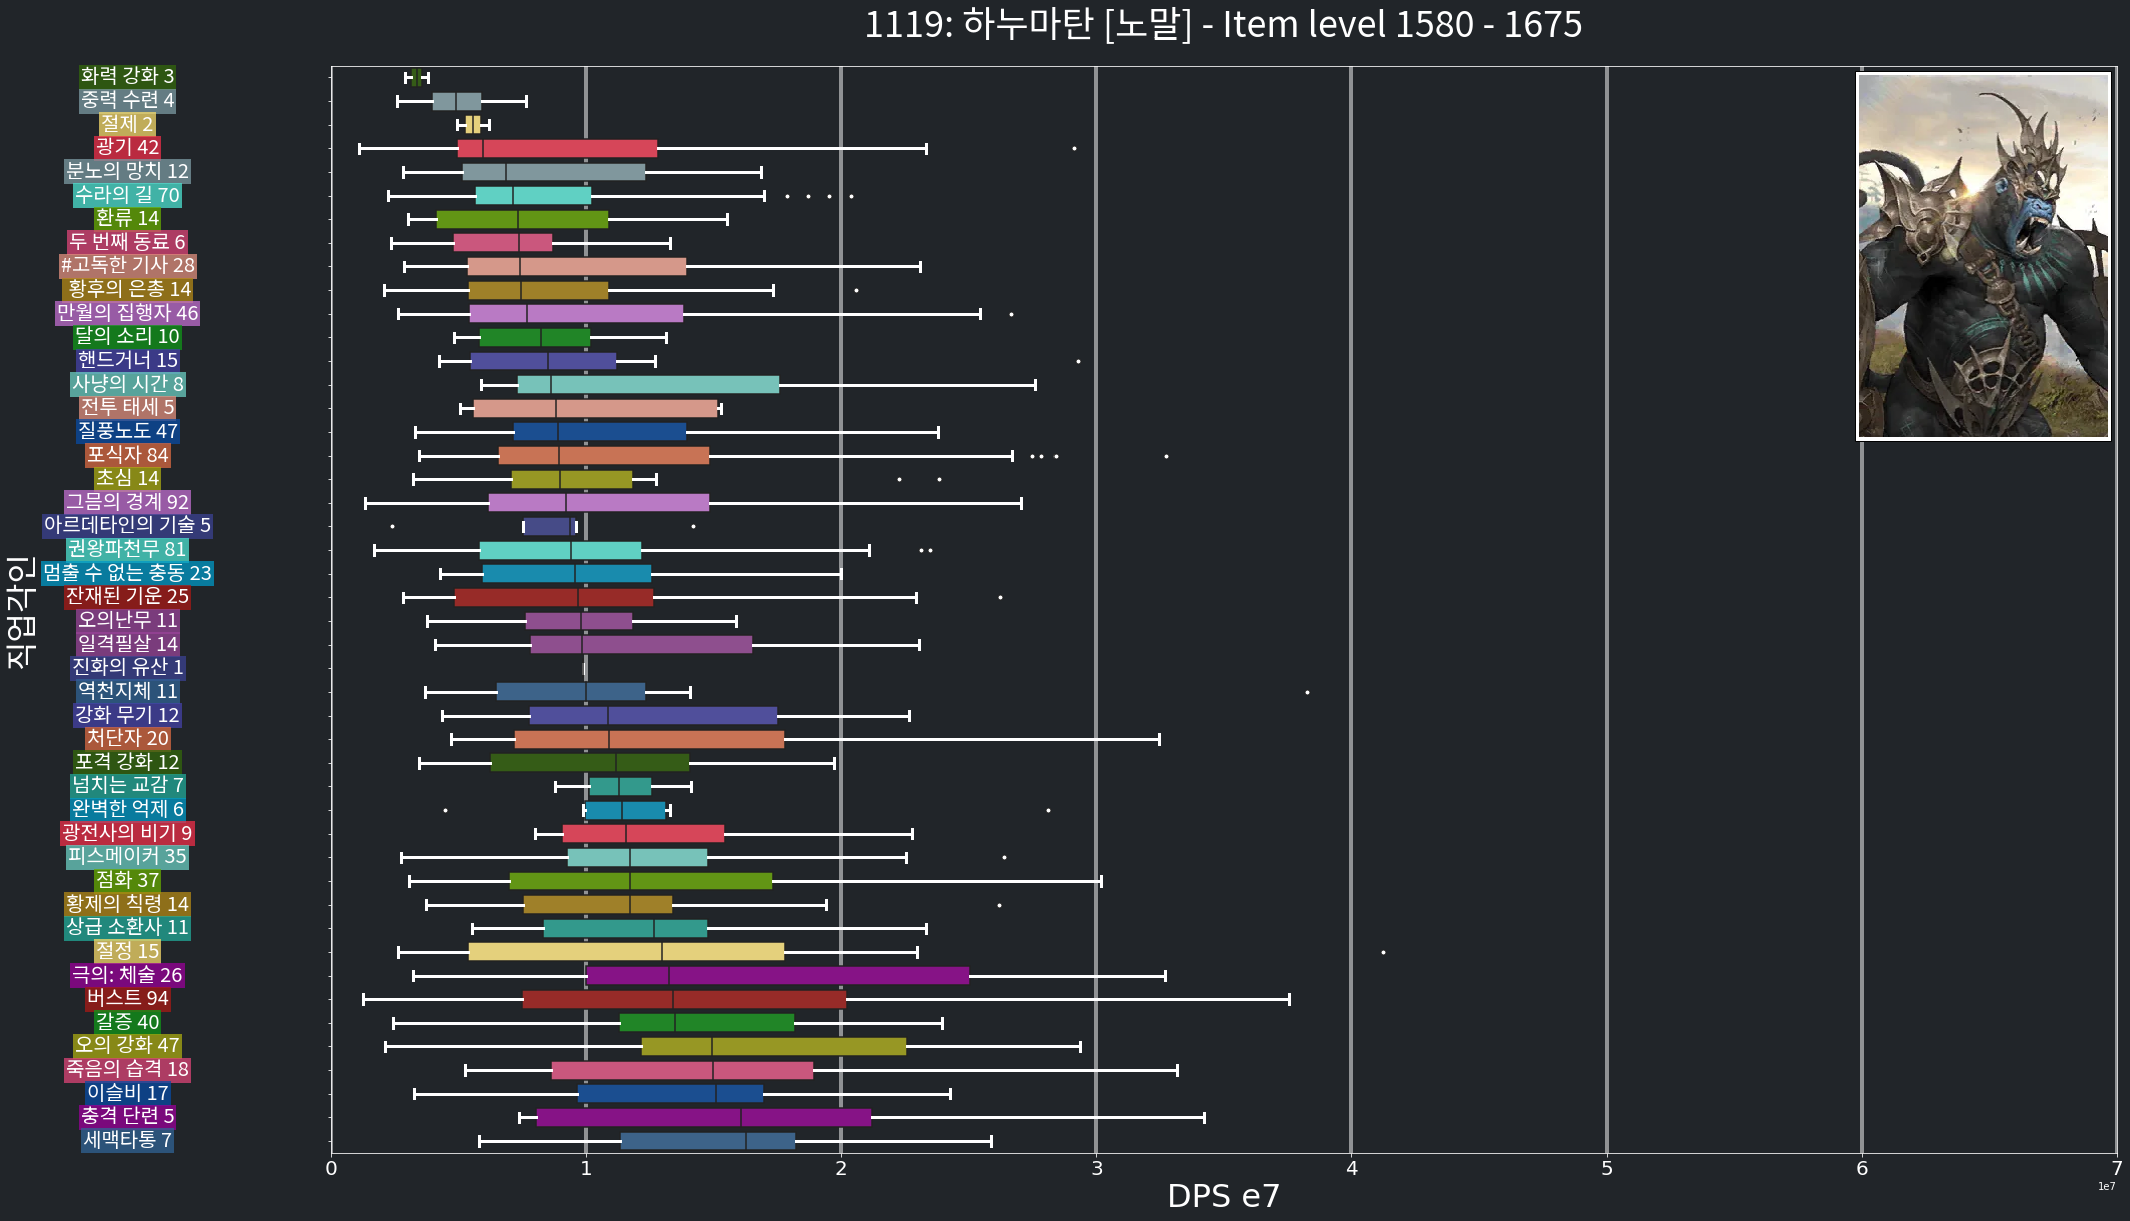 1119: 하누마탄 [노말] - Item level 1580 - 1675
화력 강화 3
중력 수련 4
절제 2
광기 42
분노의 망치 12
수라의 길 70
환류 14
두 번째 동료 6
#고독한 기사 28
황후의 은총 14
만월의 집행자 46
달의 소리 10
핸드거너 15
사냥의 시간 8
전투 태세 5
질풍노도 47
포식자 84
초심 14
그믐의 경계 92
아르데타인의 기술 5
권왕파천무 81
멈출 수 없는 충동 23
잔재된 기운 25
오의난무 11
일격필살 14
진화의 유산 1
역천지체 11
강화 무기 12
처단자 20
포격 강화 12
넘치는 교감 7
완벽한 억제 6
광전사의 비기 9
피스메이커 35
점화 37
황제의 칙령 14
상급 소환사 11
절정 15
극의: 체술 26
버스트 94
갈증 40
오의 강화 47
죽음의 습격 18
이슬비 17
충격 단련 5
세맥타통 7
직업각인
0 1 2 3 4 5 6 7
1e7
DPS e7